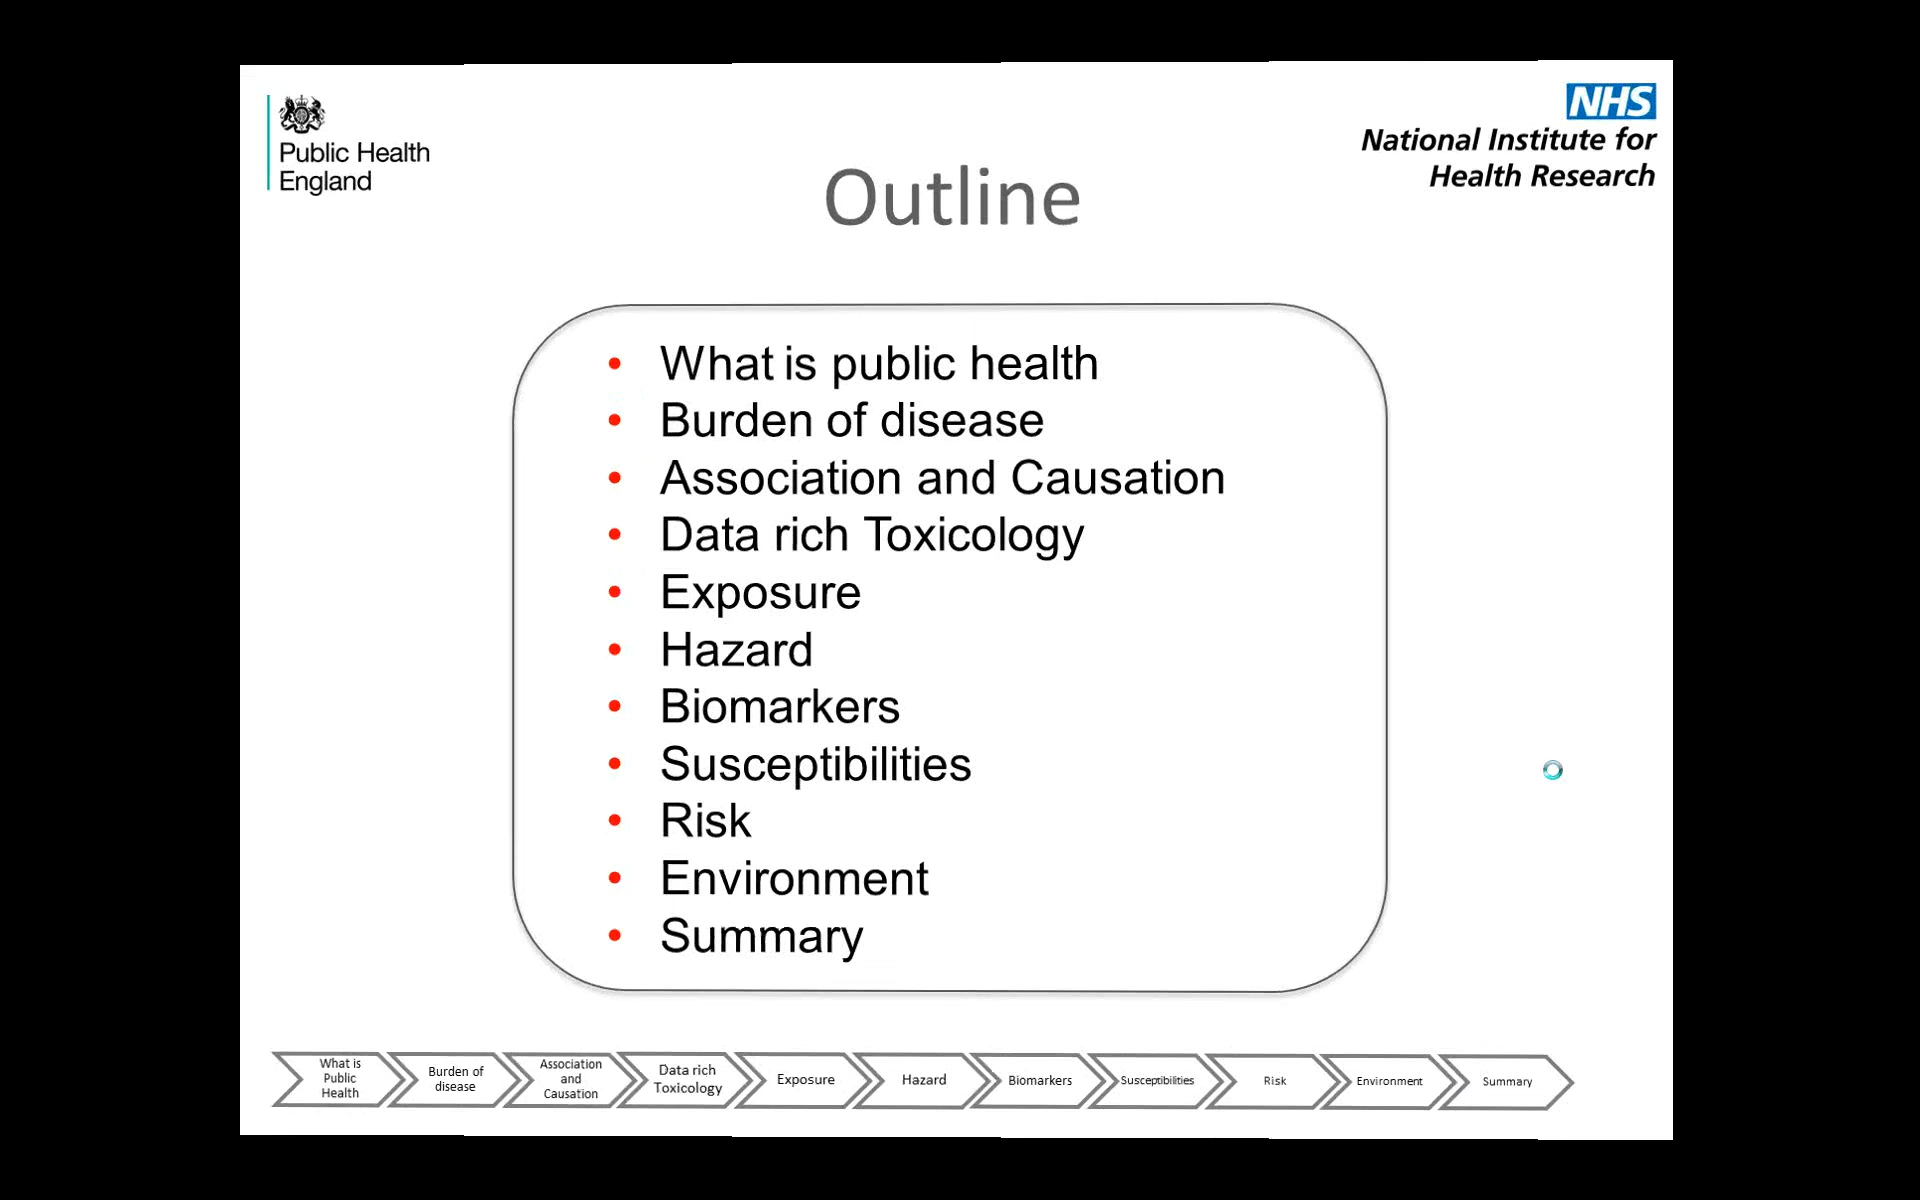 Public Health
England
NHS
National Institute for
Health Research
Outline
• What is public health
• Burden of disease
• Association and Causation
• Data rich Toxicology
• Exposure
• Hazard
• Biomarkers
• Susceptibilities
• Risk
• Environment
• Summary
What is
Public
Health
Burden of
disease
Association
and
Causation
Data rich
Toxicology
Exposure
Hazard
Biomarkers
Susceptibilities
Risk
Environment
Summary